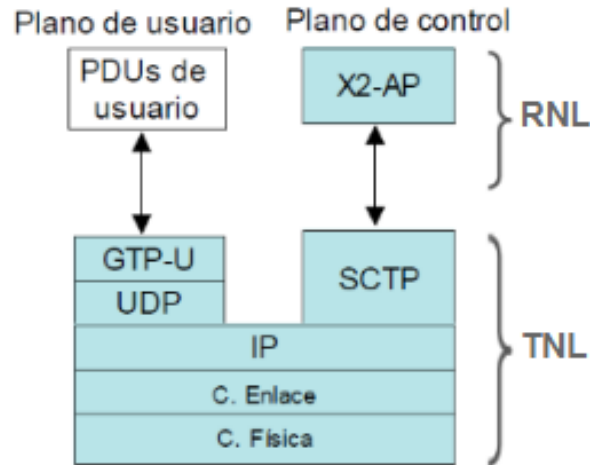 Plano de usuario
Plano de control
PDUs de
usuario
X2-AP
RNL
GTP-U
UDP
SCTP
IP
TNL
C. Enlace
C. Física